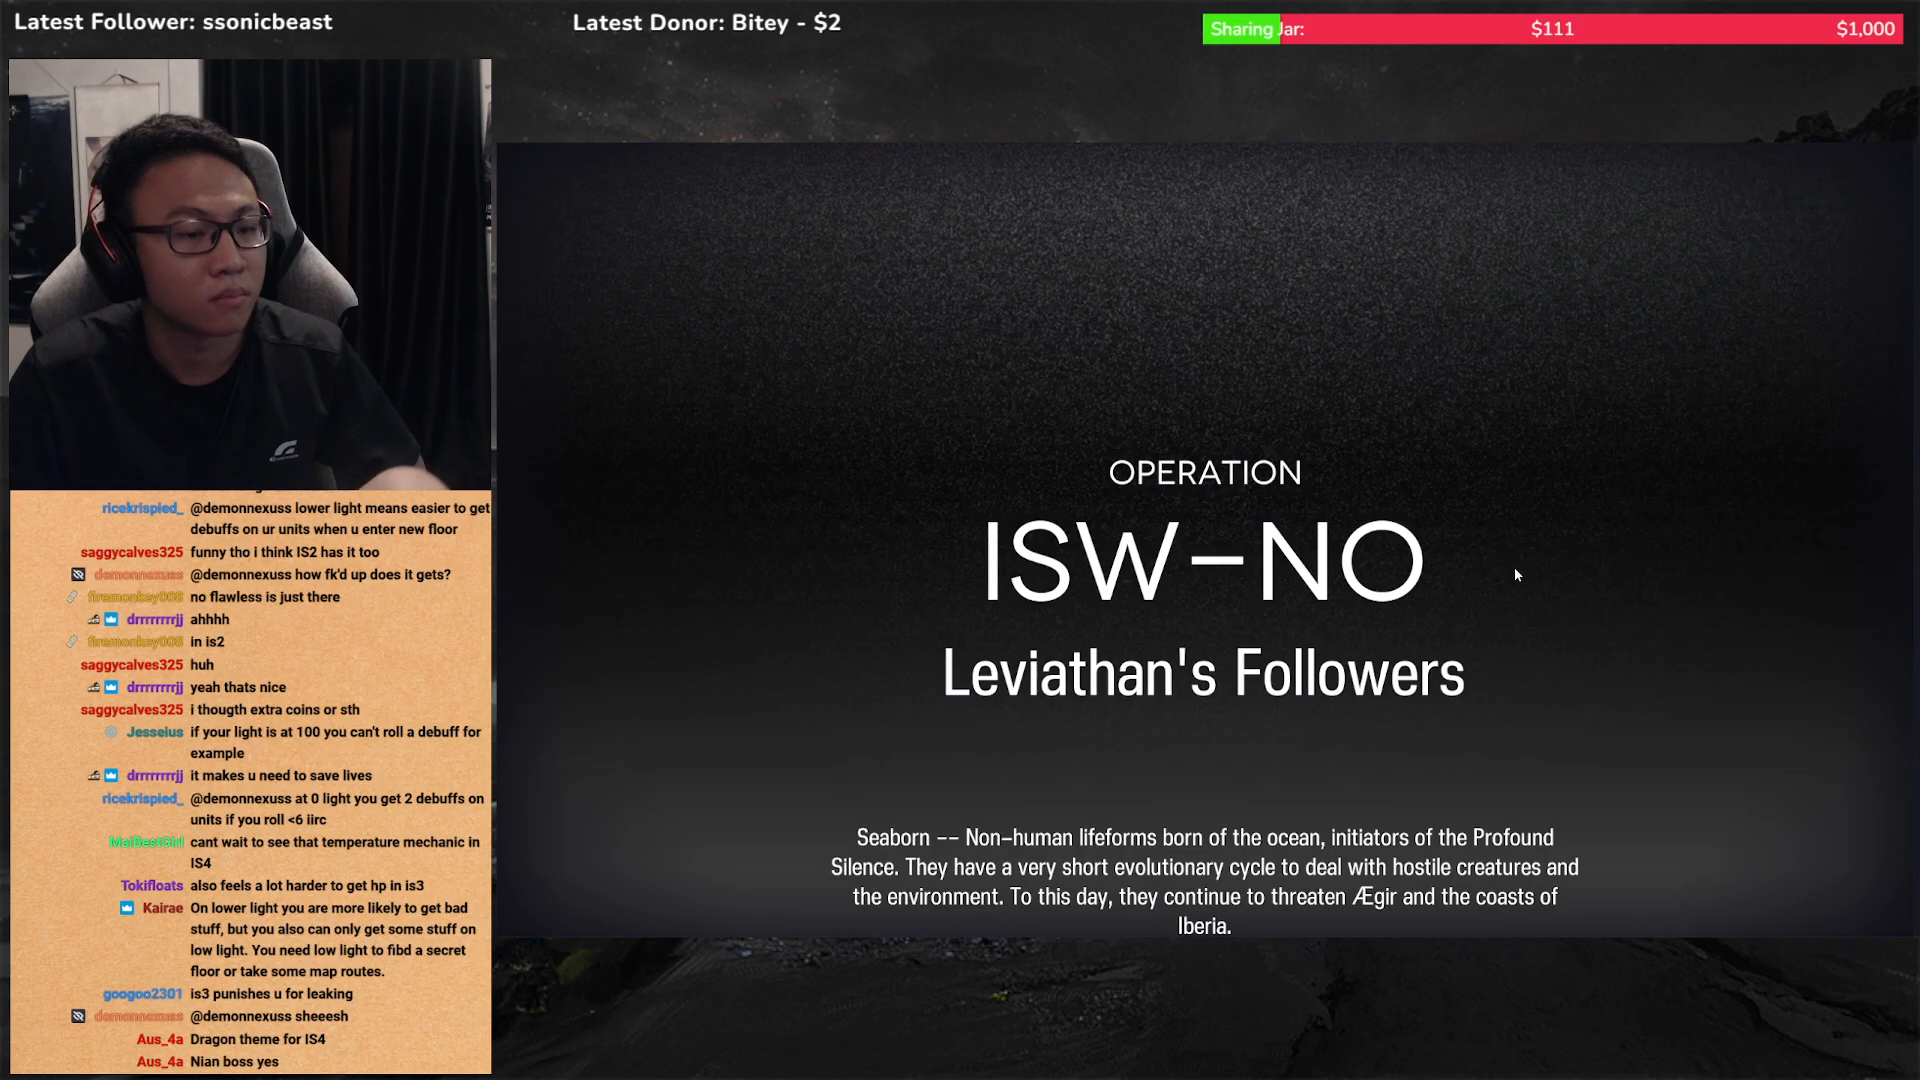 Latest Follower: ssonicbeast
Latest Donor: Bitey - $2
Sharing Jar: $111 $1,000
OPERATION
ISW-NO
Leviathan's Followers
Seaborn -- Non-human lifeforms born of the ocean, initiators of the Profound
Silence. They have a very short evolutionary cycle to deal with hostile creatures and
the environment. To this day, they continue to threaten Ægir and the coasts of
Iberia.
ricekrispied_ @demonnexuss lower light means easier to get
debuffs on ur units when u enter new floor
saggycalves325 funny tho i think IS2 has it too
demonnexuss @demonnexuss how fk'd up does it gets?
firemonkey008 no flawless is just there
drrrrrrrjj ahhhh
firemonkey008 in is2
saggycalves325 huh
drrrrrrrjj yeah thats nice
saggycalves325 i thougth extra coins or sth
Jesseius if your light is at 100 you can't roll a debuff for
example
drrrrrrrjj it makes u need to save lives
ricekrispied_ @demonnexuss at 0 light you get 2 debuffs on
units if you roll <6 iirc
MaiBestGirl cant wait to see that temperature mechanic in
IS4
Tokifloats also feels a lot harder to get hp in is3
Kairae On lower light you are more likely to get bad
stuff, but you also can only get some stuff on
low light. You need low light to fibd a secret
floor or take some map routes.
googoo2301 is3 punishes u for leaking
demonnexuss @demonnexuss sheeesh
Aus_4a Dragon theme for IS4
Aus_4a Nian boss yes